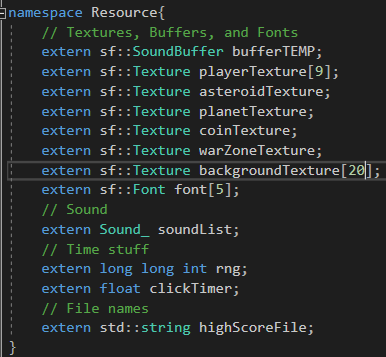 namespace Resource{
// Textures, Buffers, and Fonts
extern sf::SoundBuffer bufferTEMP;
extern sf::Texture playerTexture[9];
extern sf::Texture asteroidTexture;
extern sf::Texture planetTexture;
extern sf::Texture coinTexture;
extern sf::Texture warZoneTexture;
extern sf::Texture backgroundTexture[20];
extern sf::Font font[5];
// Sound
extern Sound_ soundList;
// Time stuff
extern long long int rng;
extern float clickTimer;
// File names
extern std::string highScoreFile;
}